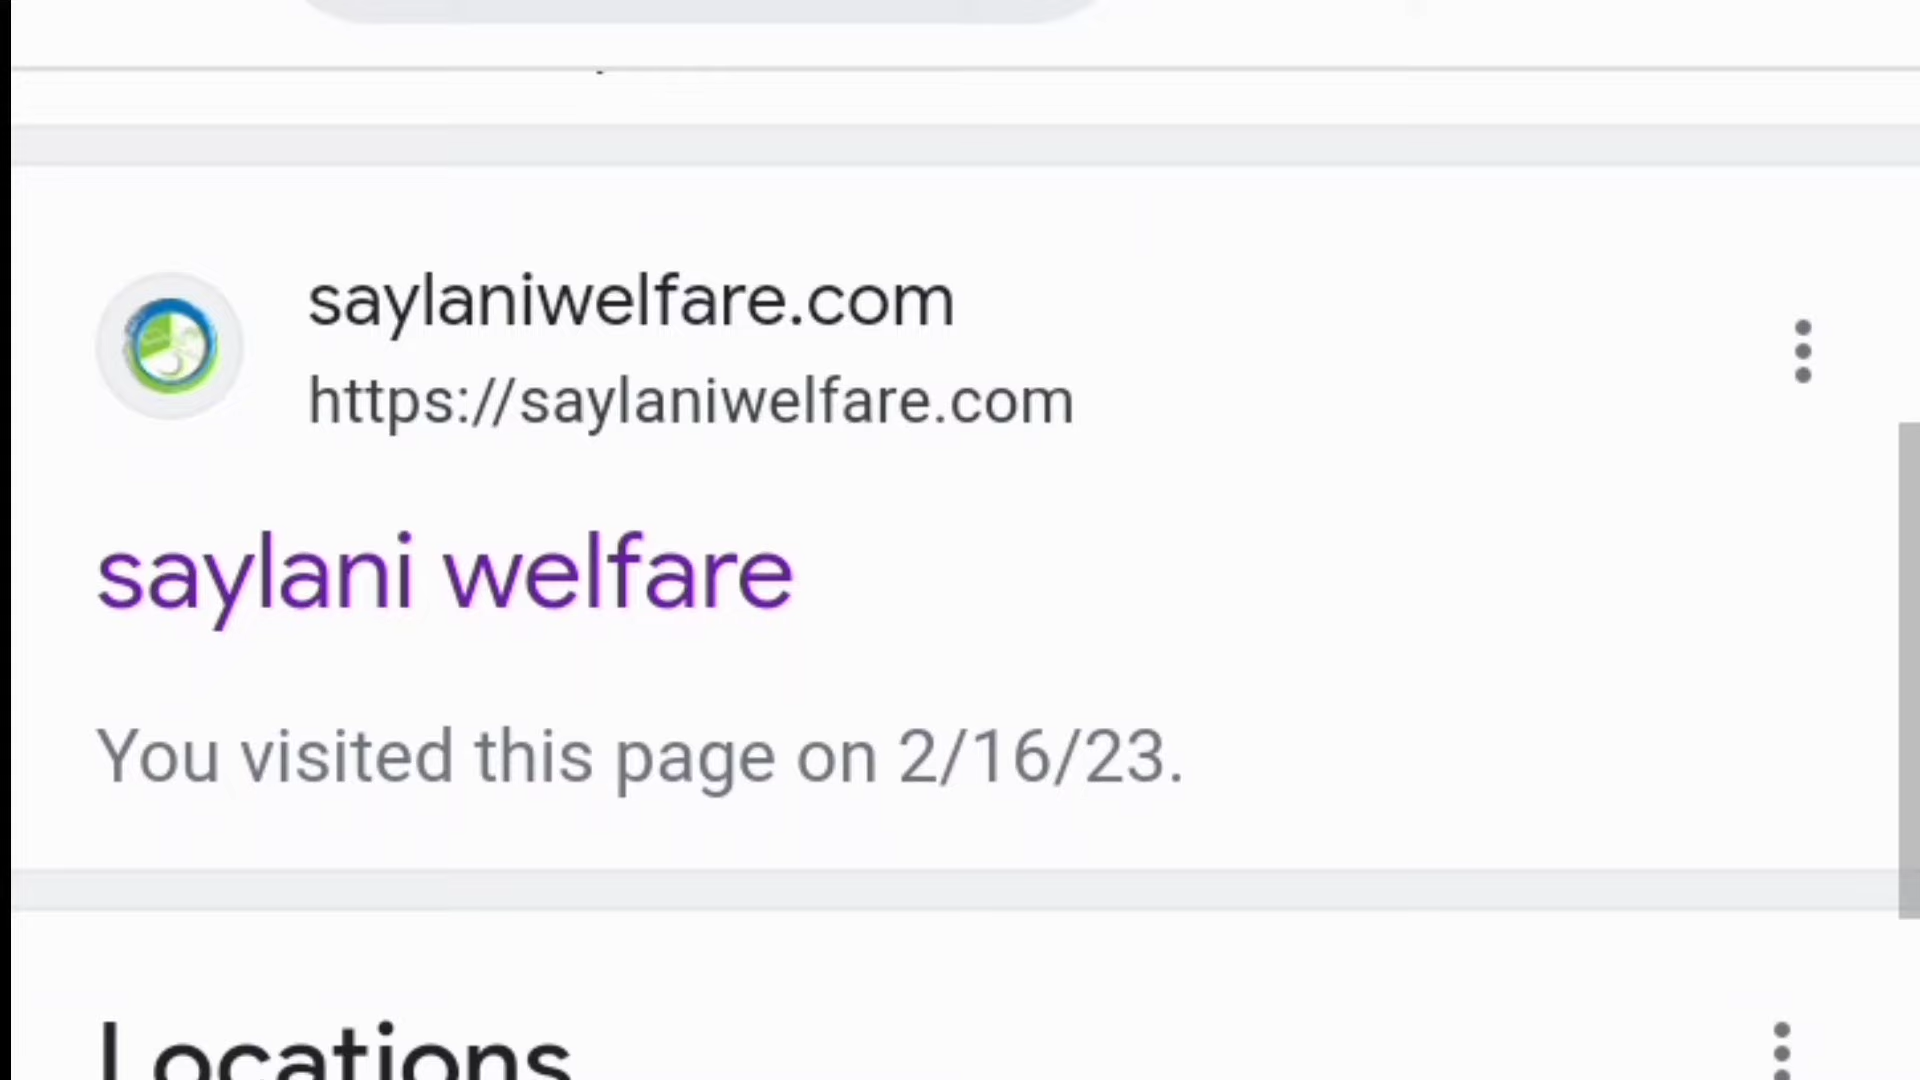 saylaniwelfare.com
https://saylaniwelfare.com
saylani welfare
You visited this page on 2/16/23.
Locations